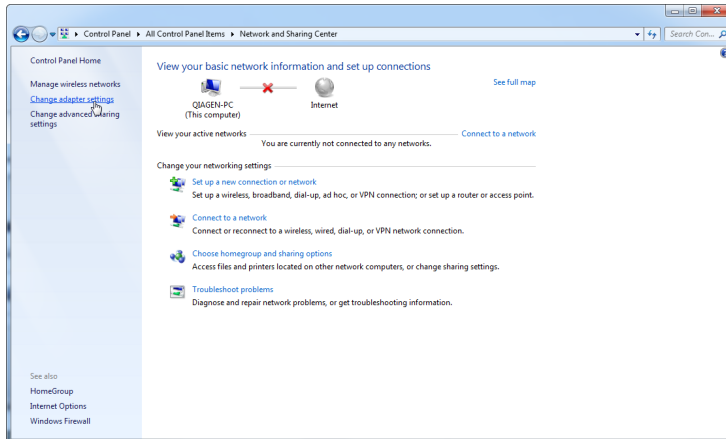 Control Panel ▸ All Control Panel Items ▸ Network and Sharing Center
Search Con...
Control Panel Home
Manage wireless networks
Change adapter settings
Change advanced sharing
settings
View your basic network information and set up connections
See full map
QIAGEN-PC
(This computer)
Internet
View your active networks
Connect to a network
You are currently not connected to any networks.
Change your networking settings
Set up a new connection or network
Set up a wireless, broadband, dial-up, ad hoc, or VPN connection; or set up a router or access point.
Connect to a network
Connect or reconnect to a wireless, wired, dial-up, or VPN network connection.
Choose homegroup and sharing options
Access files and printers located on other network computers, or change sharing settings.
Troubleshoot problems
Diagnose and repair network problems, or get troubleshooting information.
See also
HomeGroup
Internet Options
Windows Firewall